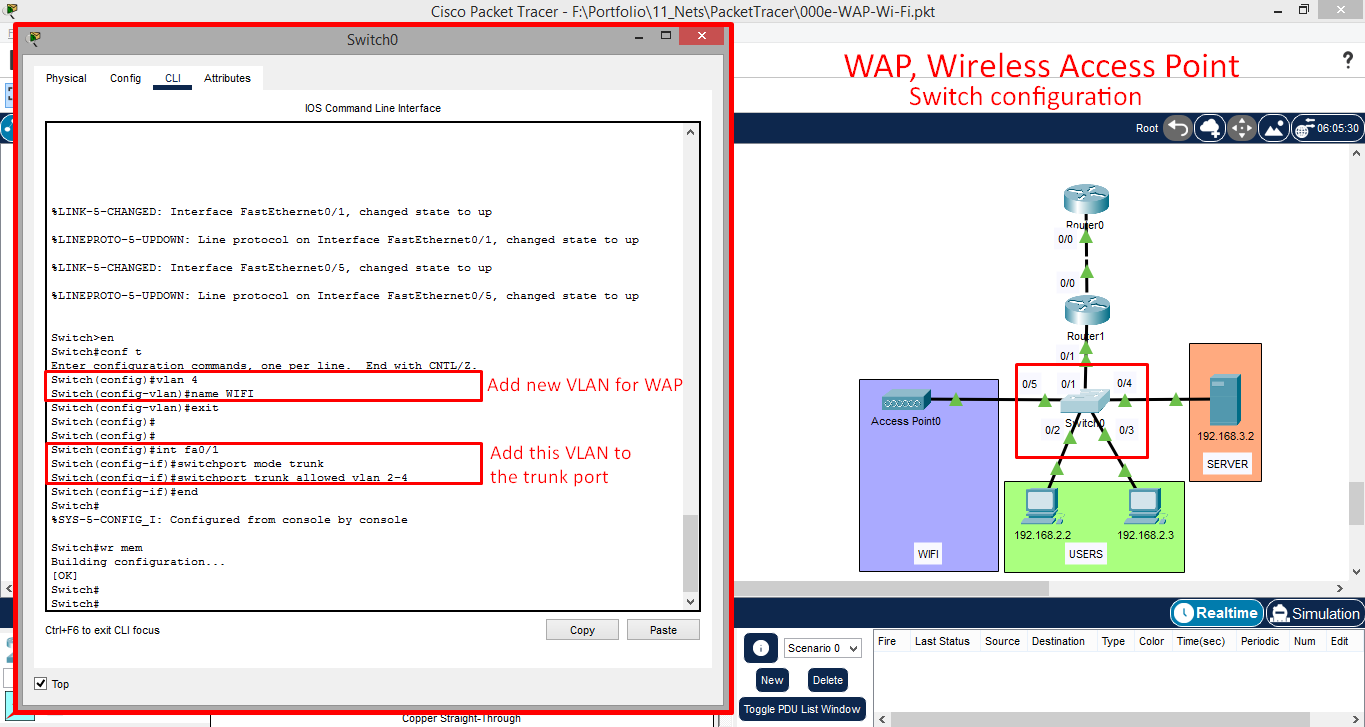 Cisco Packet Tracer - F:\Portfolio\11_Nets\PacketTracer\000e-WAP-Wi-Fi.pkt
Switch0
Physical Config CLI Attributes
IOS Command Line Interface
%LINK-5-CHANGED: Interface FastEthernet0/1, changed state to up
%LINEPROTO-5-UPDOWN: Line protocol on Interface FastEthernet0/1, changed state to up
%LINK-5-CHANGED: Interface FastEthernet0/5, changed state to up
%LINEPROTO-5-UPDOWN: Line protocol on Interface FastEthernet0/5, changed state to up
Switch>en
Switch#conf t
Enter configuration commands, one per line. End with CNTL/Z.
Switch(config)#vlan 4
Switch(config-vlan)#name WIFI
Switch(config-vlan)#exit
Switch(config)#
Switch(config)#
Switch(config)#int fa0/1
Switch(config-if)#switchport mode trunk
Switch(config-if)#switchport trunk allowed vlan 2-4
Switch(config-if)#end
Switch#
%SYS-5-CONFIG_I: Configured from console by console
Switch#wr mem
Building configuration...
[OK]
Switch#
Switch#
Add new VLAN for WAP
Add this VLAN to
the trunk port
Ctrl+F6 to exit CLI focus
Copy Paste
Top
Copper Straight-Through
WAP, Wireless Access Point
Switch configuration
?
Root 06:05:30
Router0
0/0
0/0
Router1
0/1
0/5 0/1 0/4
Access Point0
Switch0
0/2 0/3
192.168.3.2
SERVER
192.168.2.2 192.168.2.3
WIFI
USERS
Realtime Simulation
Scenario 0
New Delete
Toggle PDU List Window
Fire Last Status Source Destination Type Color Time(sec) Periodic Num Edit